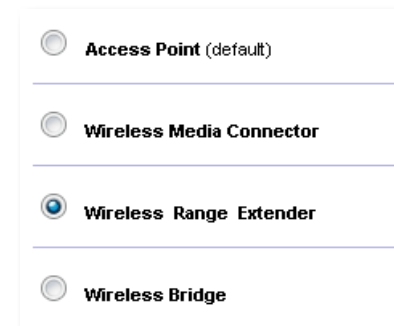 Access Point (default)
Wireless Media Connector
Wireless Range Extender
Wireless Bridge